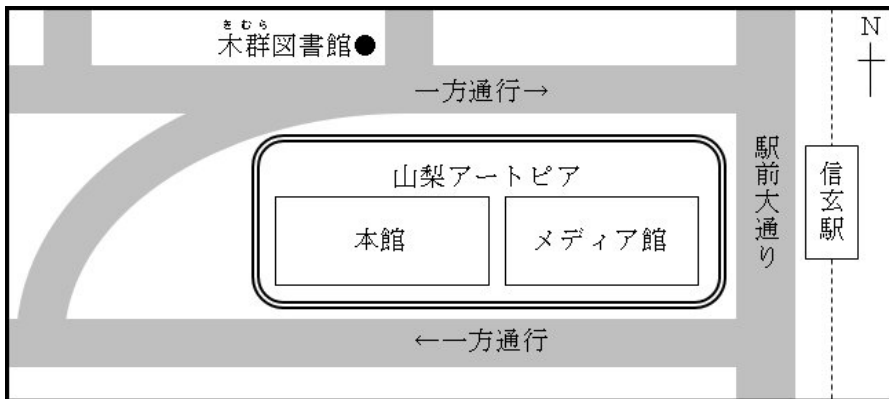 きむら
木群図書館●
N
一方通行→
山梨アートピア
本館
メディア館
駅前大通り
信玄駅
←一方通行